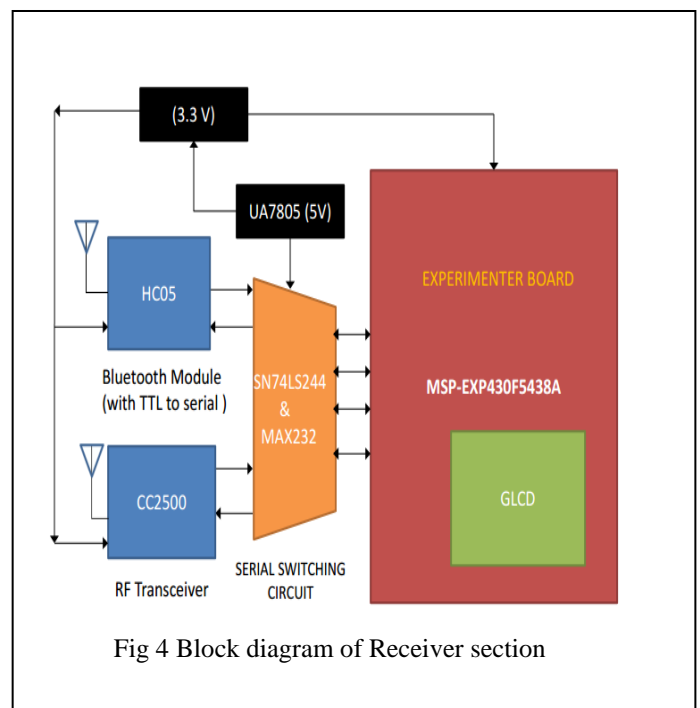 (3.3 V)
UA7805 (5V)
HC05
Bluetooth Module
(with TTL to serial )
SN74LS244
&
MAX232
EXPERIMENTER BOARD
MSP-EXP430F5438A
GLCD
CC2500
RF Transceiver
SERIAL SWITCHING
CIRCUIT
Fig 4 Block diagram of Receiver section